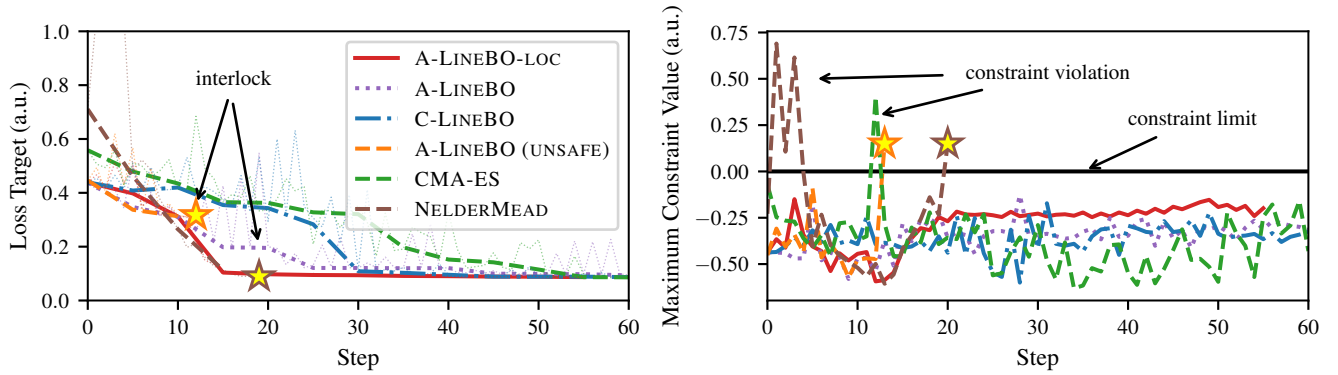 Loss Target (a.u.)
1.0
0.8
0.6
0.4
0.2
0.0
0
10
20
30
40
50
60
Step
interlock
A-LINEBO-LOC
A-LINEBO
C-LINEBO
A-LINEBO (UNSAFE)
CMA-ES
NELDERMEAD
Maximum Constraint Value (a.u.)
0.75
0.50
0.25
0.00
−0.25
−0.50
0
10
20
30
40
50
60
Step
constraint violation
constraint limit